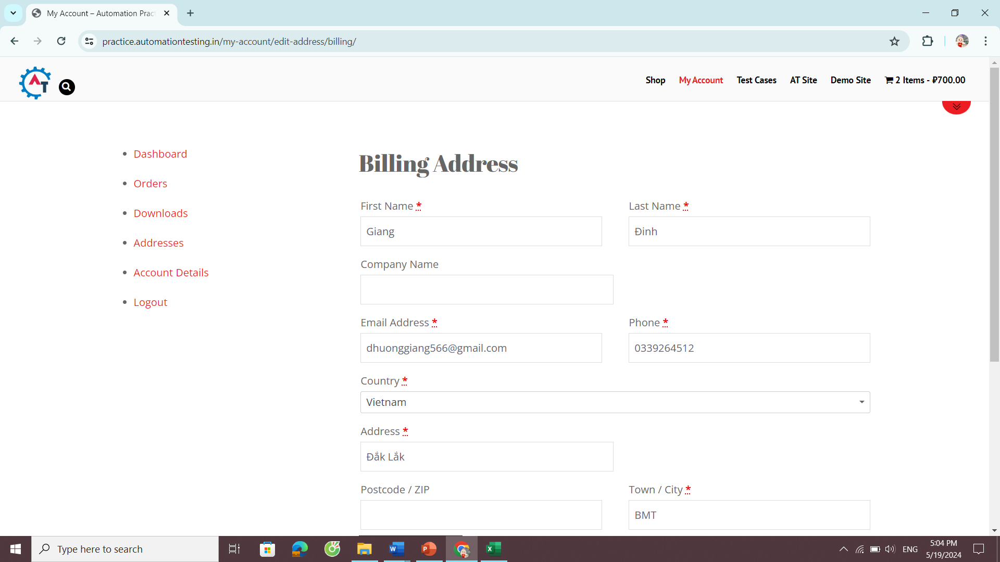 My Account – Automation Prac
practice.automationtesting.in/my-account/edit-address/billing/
AT
Shop
My Account
Test Cases
AT Site
Demo Site
2 Items - ₽700.00
Dashboard
Orders
Downloads
Addresses
Account Details
Logout
Billing Address
First Name *
Last Name *
Giang
Đinh
Company Name
Email Address *
Phone *
dhuonggiang566@gmail.com
0339264512
Country *
Vietnam
Address *
Đắk Lắk
Postcode / ZIP
Town / City *
BMT
Type here to search
W
P
X
ENG
5:04 PM
5/19/2024